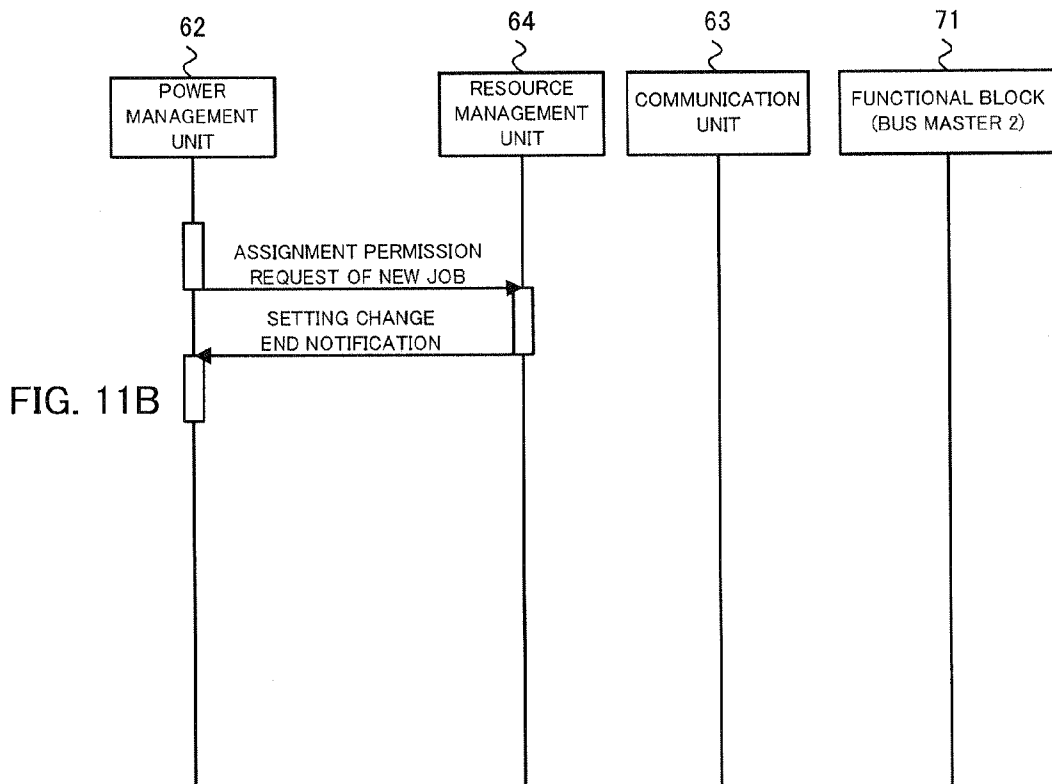 62
64
63
71
POWER
MANAGEMENT
UNIT
RESOURCE
MANAGEMENT
UNIT
COMMUNICATION
UNIT
FUNCTIONAL BLOCK
(BUS MASTER 2)
ASSIGNMENT PERMISSION
REQUEST OF NEW JOB
SETTING CHANGE
END NOTIFICATION
FIG. 11B